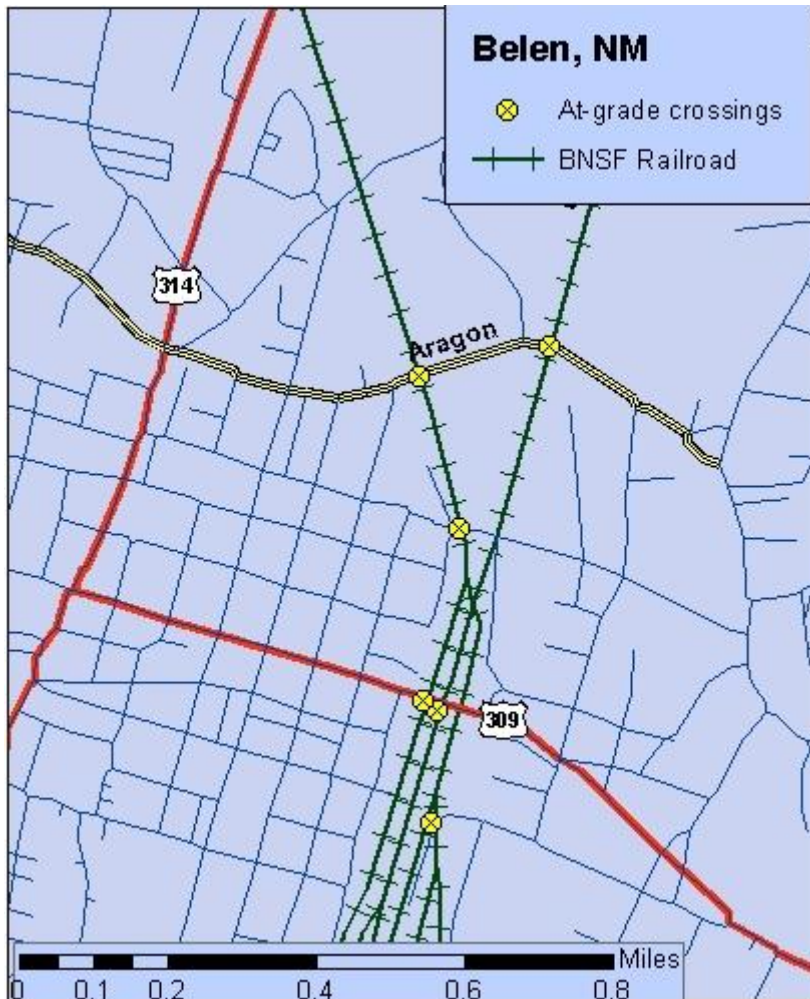 Belen, NM
At-grade crossings
BNSF Railroad
314
Aragon
309
Miles
0 0.1 0.2 0.4 0.6 0.8